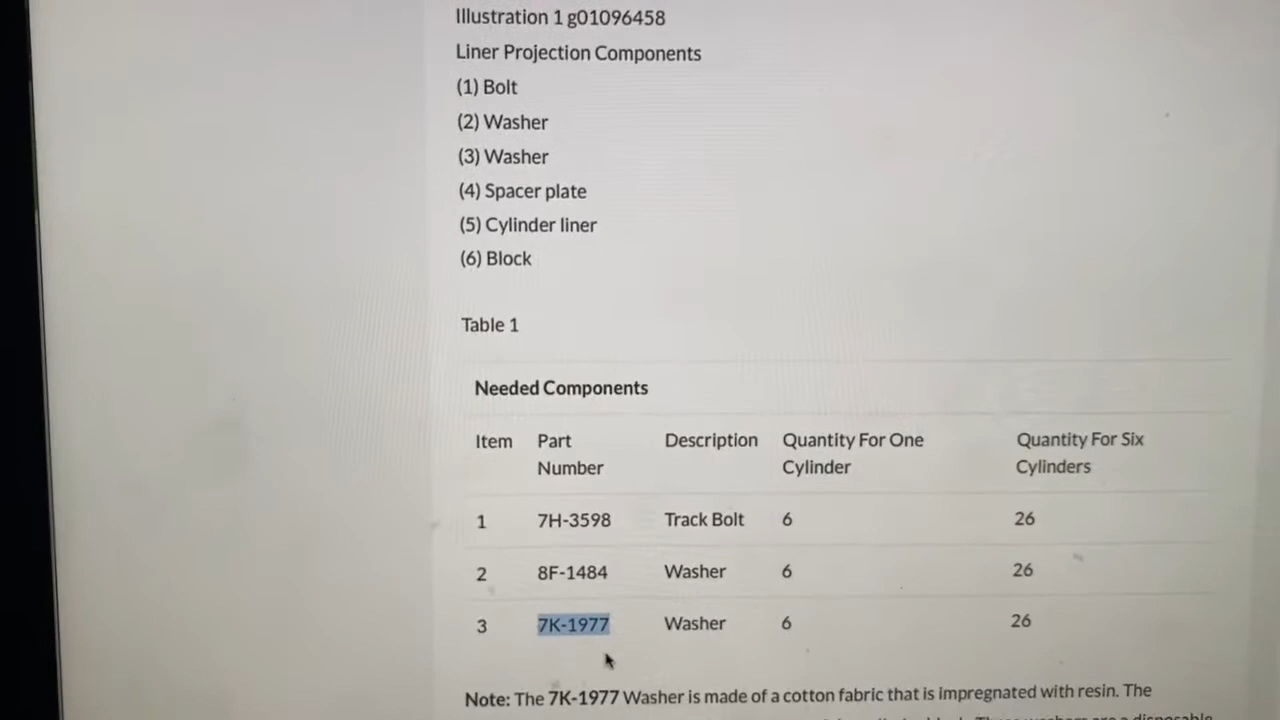 Illustration 1 g01096458
Liner Projection Components
(1) Bolt
(2) Washer
(3) Washer
(4) Spacer plate
(5) Cylinder liner
(6) Block
Table 1
Needed Components
Item Part Number Description Quantity For One Cylinder Quantity For Six Cylinders
1 7H-3598 Track Bolt 6 26
2 8F-1484 Washer 6 26
3 7K-1977 Washer 6 26
Note: The 7K-1977 Washer is made of a cotton fabric that is impregnated with resin. The